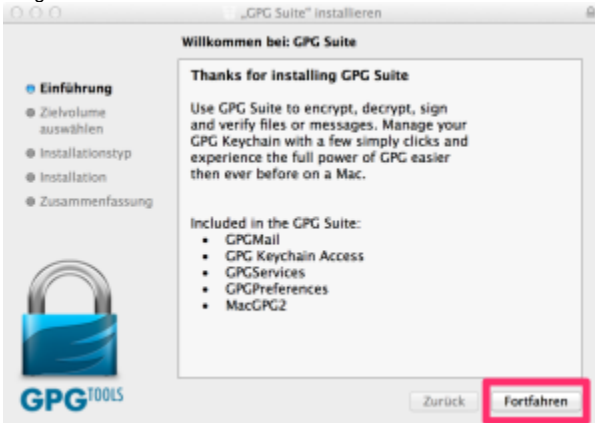 „GPG Suite" installieren
Willkommen bei: GPG Suite
Einführung
Zielvolume
auswählen
Installationstyp
Installation
Zusammenfassung
Thanks for installing GPG Suite
Use GPG Suite to encrypt, decrypt, sign
and verify files or messages. Manage your
GPG Keychain with a few simply clicks and
experience the full power of GPG easier
then ever before on a Mac.
Included in the GPG Suite:
• GPGMail
• GPG Keychain Access
• GPGServices
• GPGPreferences
• MacGPG2
GPGTOOLS
Zurück
Fortfahren